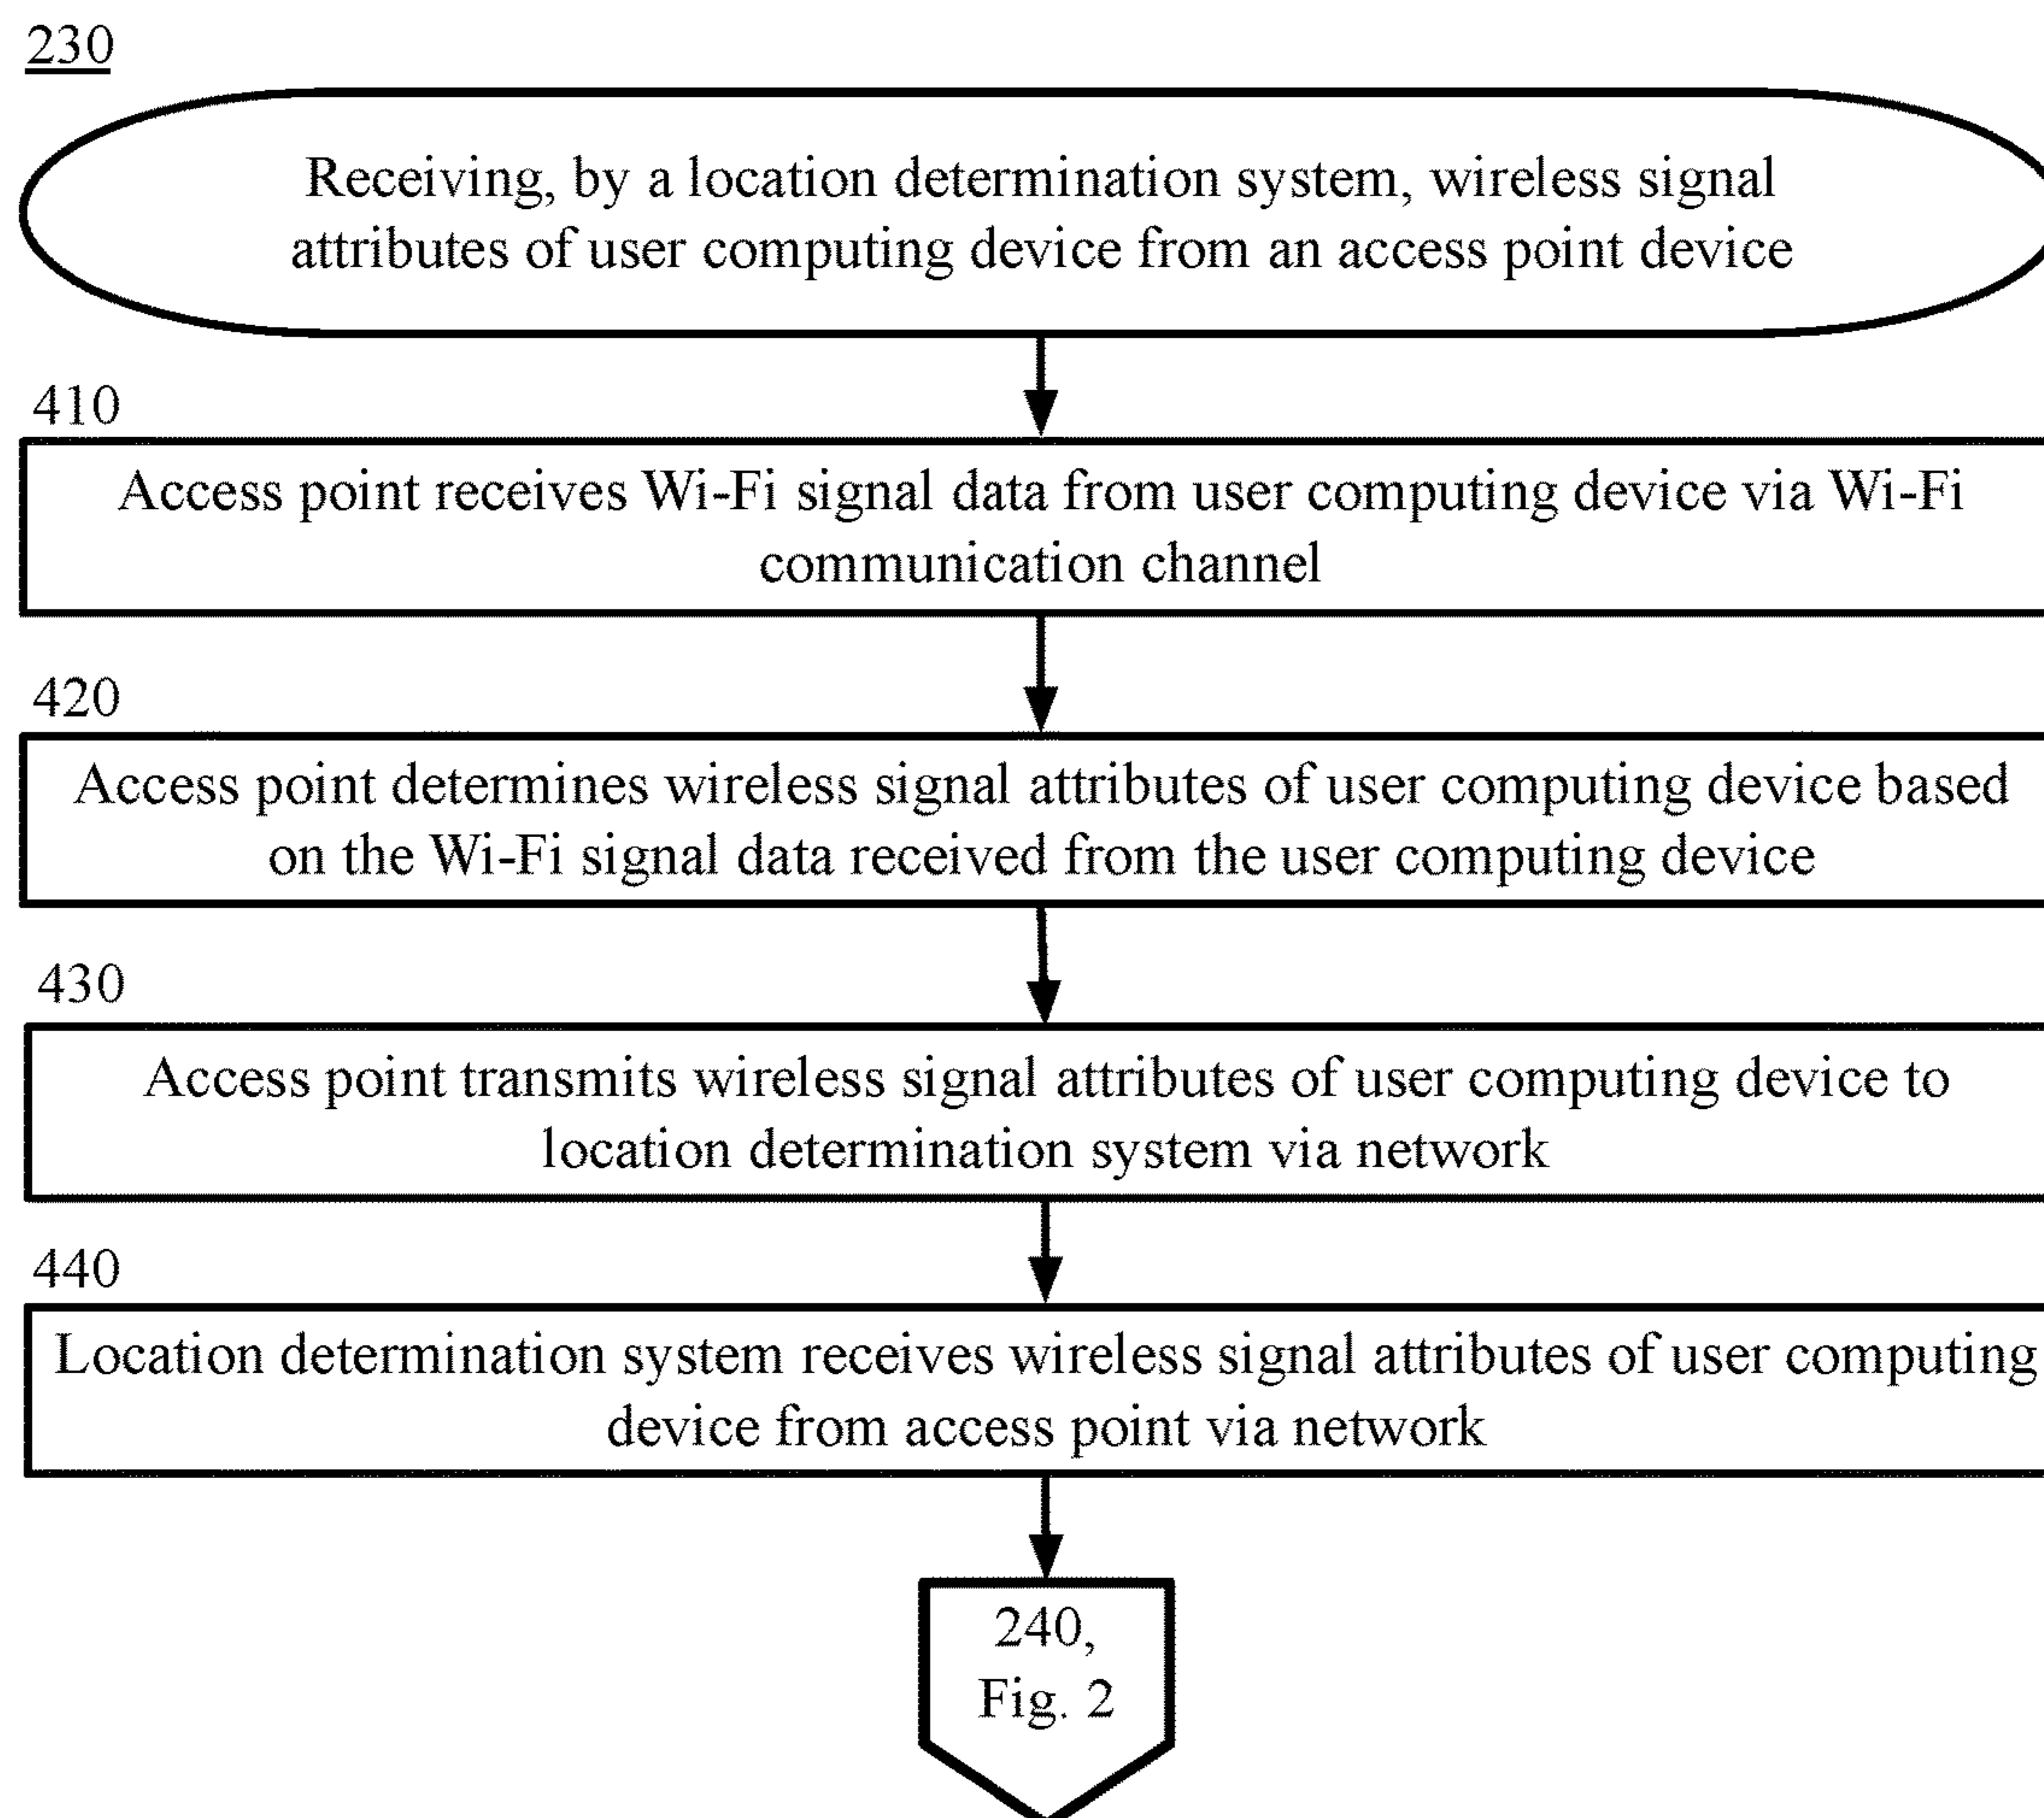 230
Receiving, by a location determination system, wireless signal
attributes of user computing device from an access point device
410
Access point receives Wi-Fi signal data from user computing device via Wi-Fi
communication channel
420
Access point determines wireless signal attributes of user computing device based
on the Wi-Fi signal data received from the user computing device
430
Access point transmits wireless signal attributes of user computing device to
location determination system via network
440
Location determination system receives wireless signal attributes of user computing
device from access point via network
240,
Fig. 2